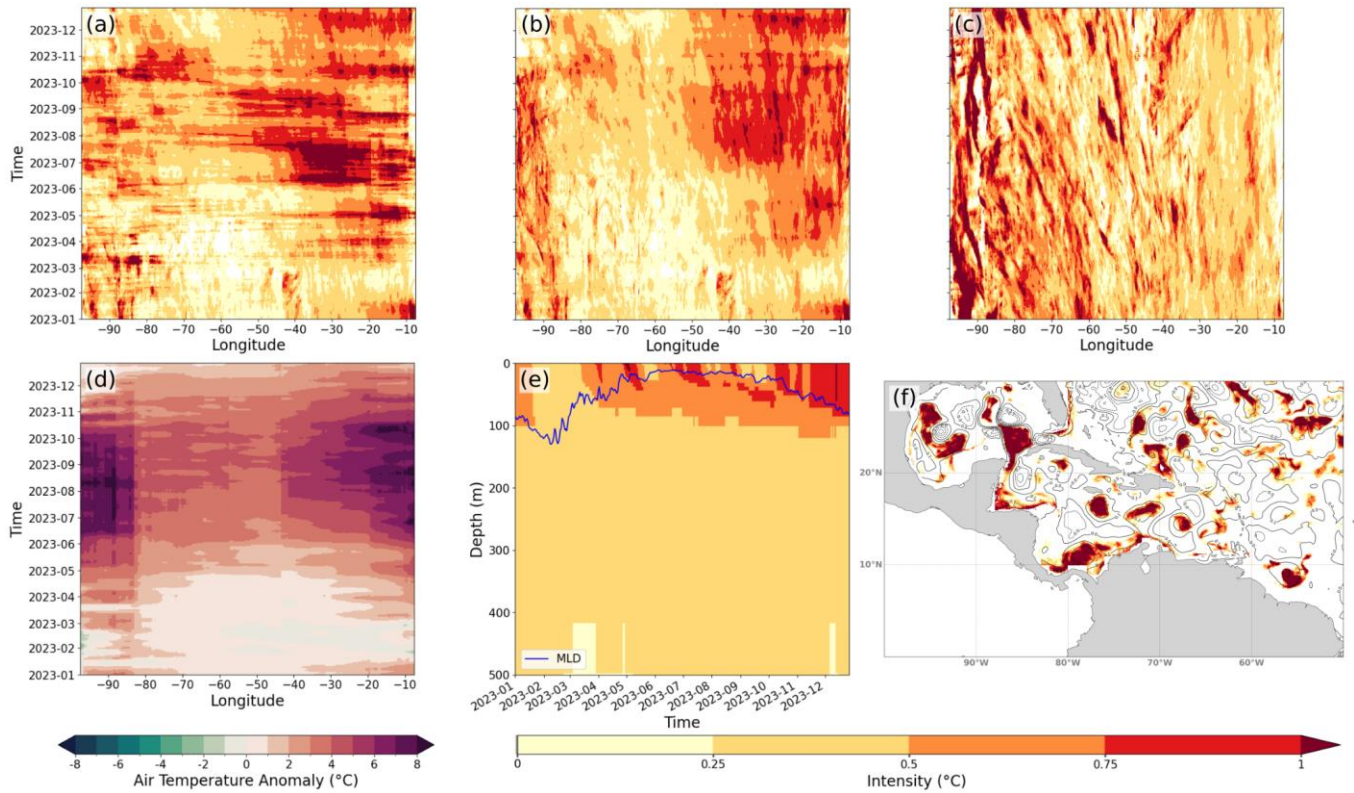 (a)
(b)
(c)
2023-12
2023-11
2023-10
2023-09
2023-08
2023-07
2023-06
2023-05
2023-04
2023-03
2023-02
2023-01
Time
−90 −80 −70 −60 −50 −40 −30 −20 −10
Longitude
−90 −80 −70 −60 −50 −40 −30 −20 −10
Longitude
−90 −80 −70 −60 −50 −40 −30 −20 −10
Longitude
(d)
2023-12
2023-11
2023-10
2023-09
2023-08
2023-07
2023-06
2023-05
2023-04
2023-03
2023-02
2023-01
Time
−90 −80 −70 −60 −50 −40 −30 −20 −10
Longitude
(e)
0
100
200
300
400
500
Depth (m)
MLD
2023-01 2023-02 2023-03 2023-04 2023-05 2023-06 2023-07 2023-08 2023-09 2023-10 2023-11 2023-12
Time
(f)
20°N
10°N
90°W 80°W 70°W 60°W
-8 -6 -4 -2 0 2 4 6 8
Air Temperature Anomaly (°C)
0 0.25 0.5 0.75 1
Intensity (°C)